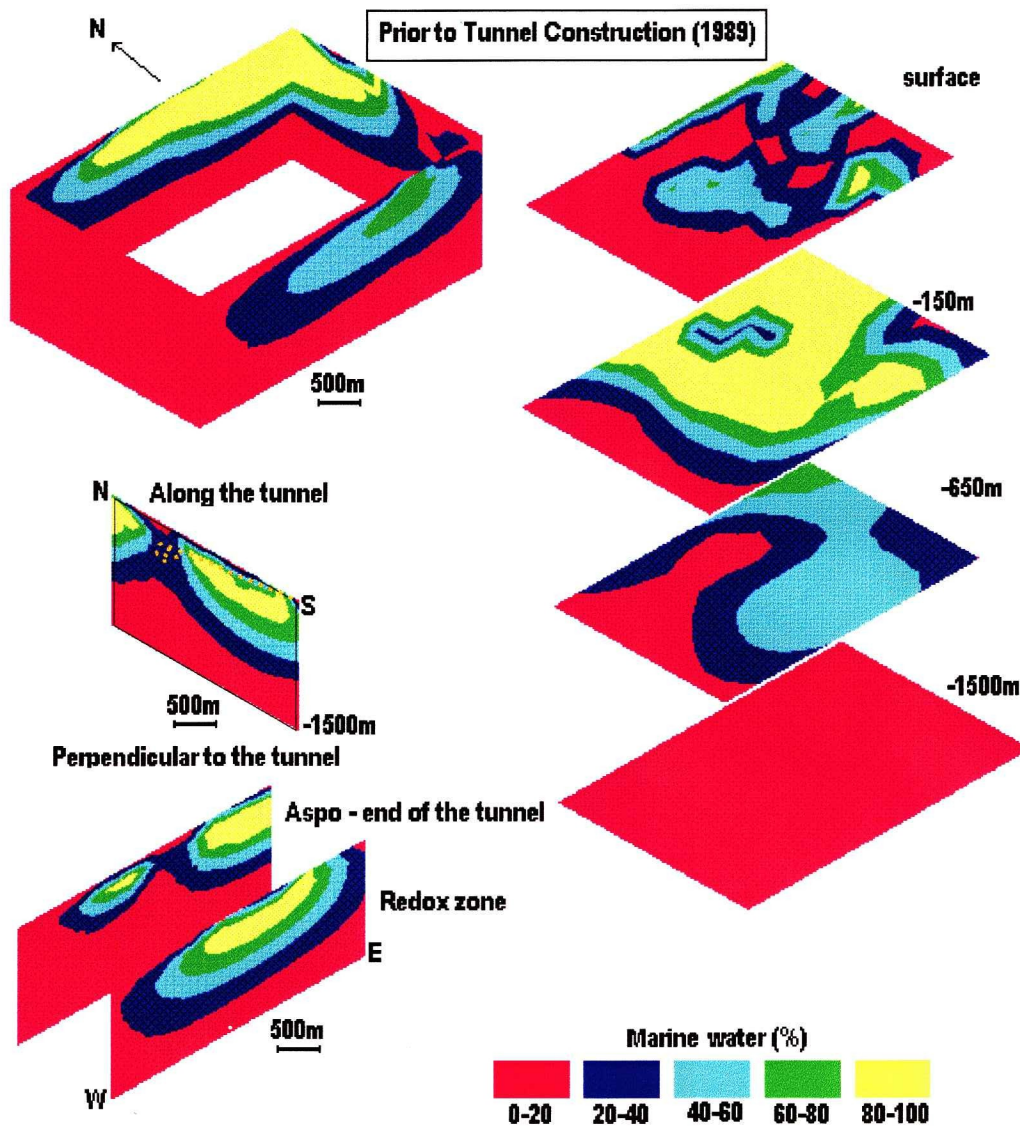 Prior to Tunnel Construction (1989)
N
surface
-150m
500m
-650m
N
Along the tunnel
S
500m
-1500m
-1500m
Perpendicular to the tunnel
Aspo - end of the tunnel
Redox zone
E
500m
W
Marine water (%)
0-20 20-40 40-60 60-80 80-100